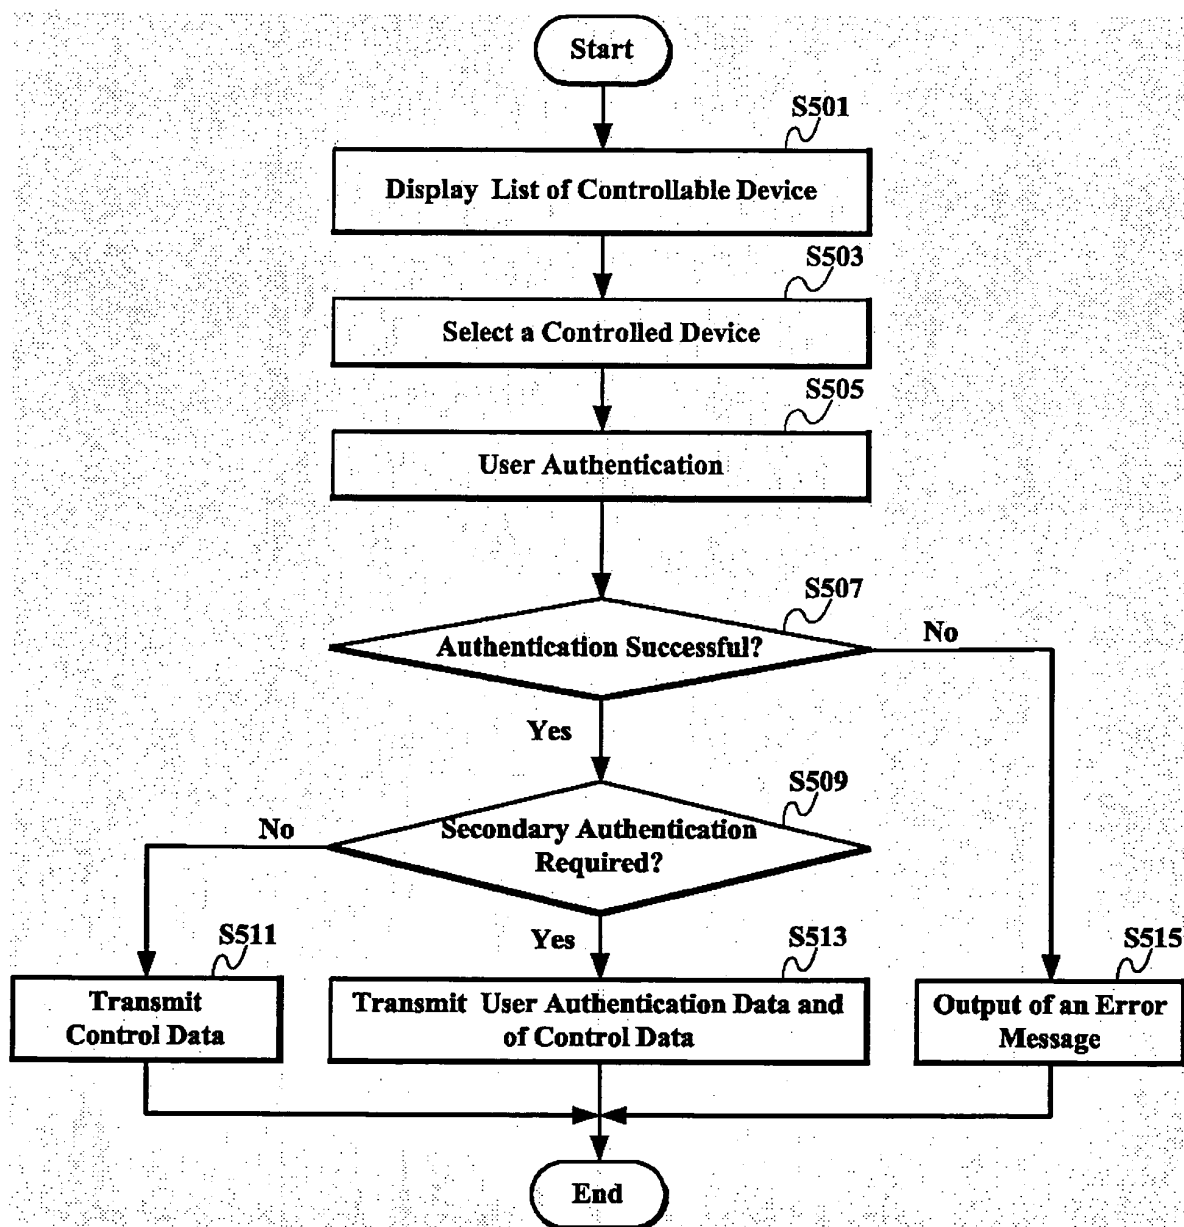 Start
S501
Display List of Controllable Device
S503
Select a Controlled Device
S505
User Authentication
S507
Authentication Successful?
No
Yes
S509
Secondary Authentication
Required?
No
Yes
S511
Transmit
Control Data
S513
Transmit User Authentication Data and
of Control Data
S515
Output of an Error
Message
End